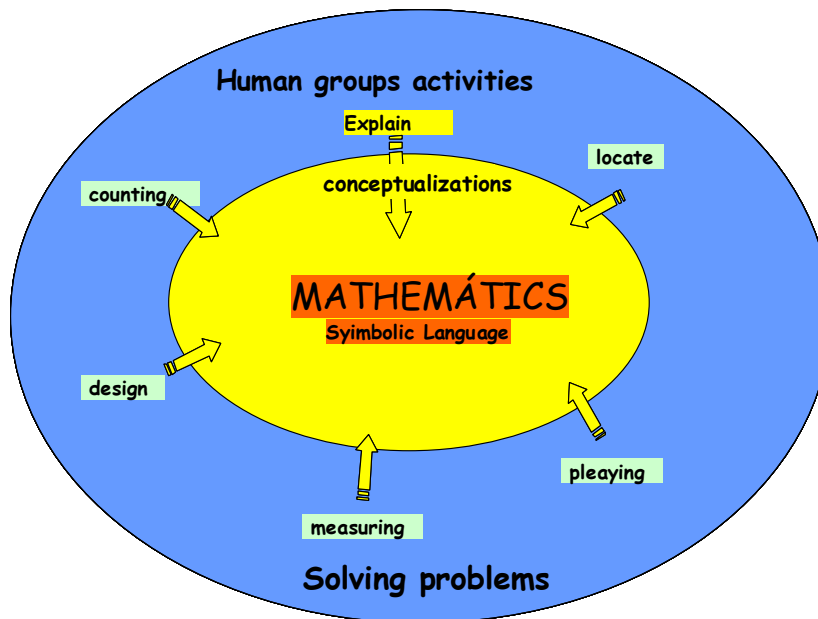 Human groups activities
Explain
locate
conceptualizations
counting
MATHEMÁTICS
Syimbolic Language
design
pleaying
measuring
Solving problems